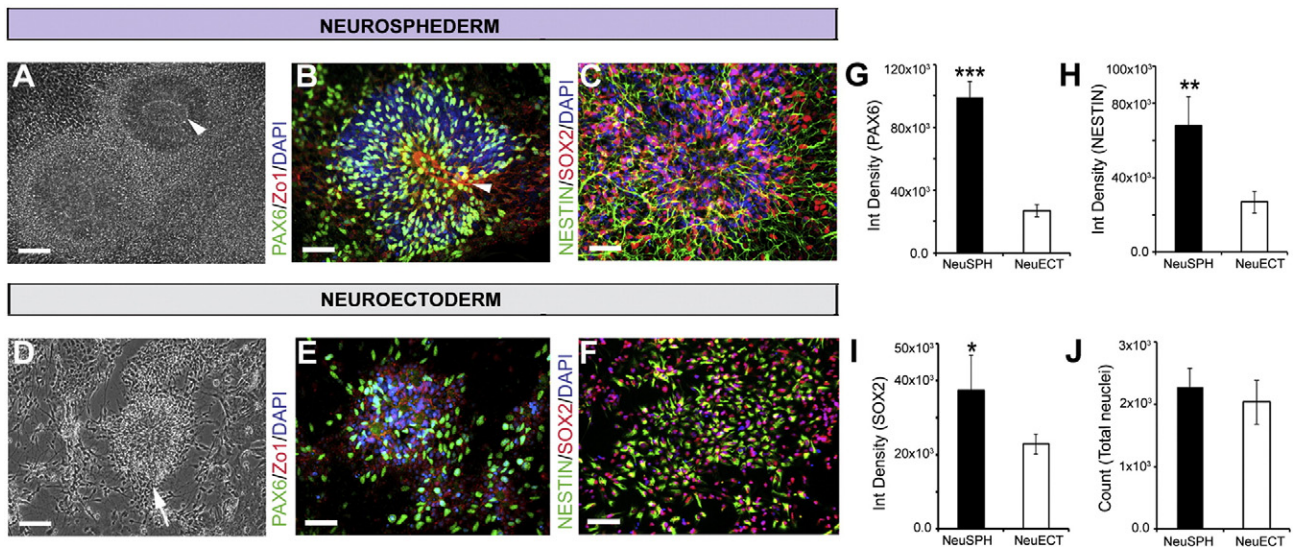 NEUROSPHEDERM
A
B
C
PAX6/Zo1/DAPI
NESTIN/SOX2/DAPI
G
120x10³
80x10³
40x10³
0.0
Int Density (PAX6)
***
NeuSPH NeuECT
H
100x10³
80x10³
40x10³
0.0
Int Density (NESTIN)
**
NeuSPH NeuECT
NEUROECTODERM
D
E
F
PAX6/Zo1/DAPI
NESTIN/SOX2/DAPI
I
50x10³
40x10³
20x10³
0.0
Int Density (SOX2)
*
NeuSPH NeuECT
J
3x10³
2x10³
1x10³
0.0
Count (Total nuclei)
NeuSPH NeuECT